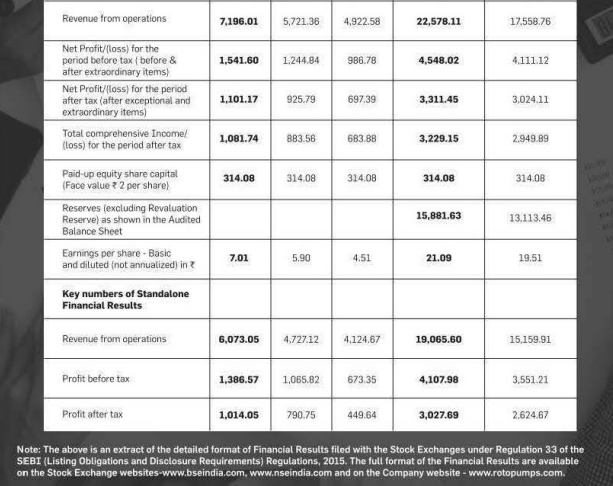 Revenue from operations 7,196.01 5,721.36 4,922.58 22,578.11 17,558.76
Net Profit/(loss) for the
period before tax ( before & 1,541.60 1,244.84 986.78 4,548.02 4,111.12
after extraordinary items)
Net Profit/(loss) for the period
after tax (after exceptional and 1,101.17 925.79 697.39 3,311.45 3,024.11
extraordinary items)
Total comprehensive Income/ 1,081.74 883.56 683.88 3,229.15 2,949.89
(loss) for the period after tax
Paid-up equity share capital 314.08 314.08 314.08 314.08 314.08
(Face value ₹ 2 per share)
Reserves (excluding Revaluation
Reserve) as shown in the Audited 15,881.63 13,113.46
Balance Sheet
Earnings per share - Basic 7.01 5.90 4.51 21.09 19.51
and diluted (not annualized) in ₹
Key numbers of Standalone
Financial Results
Revenue from operations 6,073.05 4,727.12 4,124.67 19,065.60 15,159.91
Profit before tax 1,386.57 1,065.82 673.35 4,107.98 3,551.21
Profit after tax 1,014.05 790.75 449.64 3,027.69 2,624.67
Note: The above is an extract of the detailed format of Financial Results filed with the Stock Exchanges under Regulation 33 of the
SEBI (Listing Obligations and Disclosure Requirements) Regulations, 2015. The full format of the Financial Results are available
on the Stock Exchange websites-www.bseindia.com, www.nseindia.com and on the Company website - www.rotopumps.com.